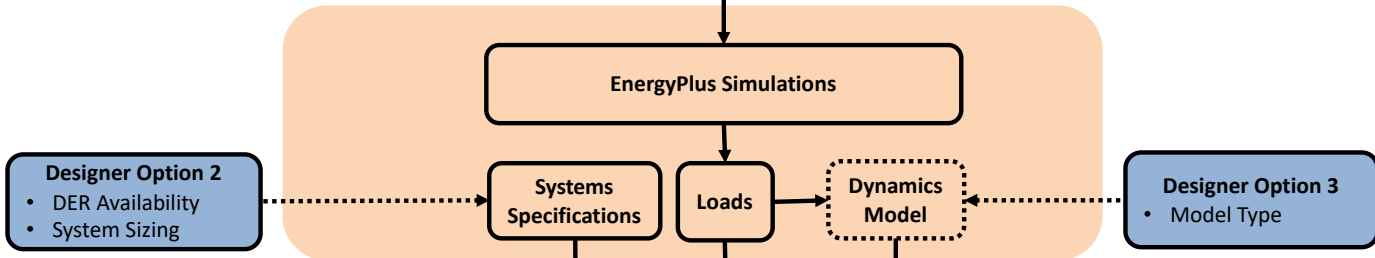 EnergyPlus Simulations
Designer Option 2
• DER Availability
• System Sizing
Systems
Specifications
Loads
Dynamics
Model
Designer Option 3
• Model Type